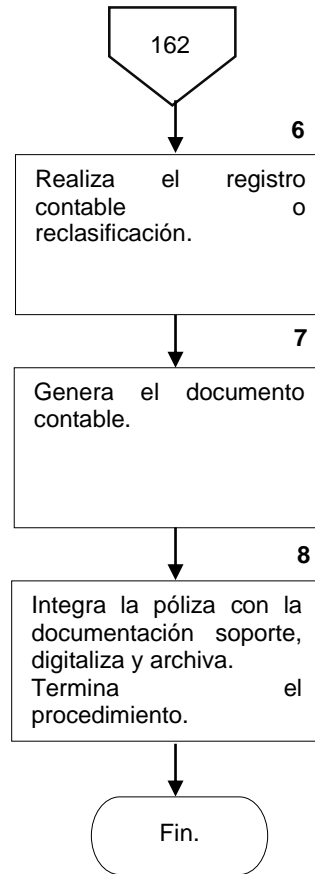 162
6
Realiza el registro
contable o
reclasificación.
7
Genera el documento
contable.
8
Integra la póliza con la
documentación soporte,
digitaliza y archiva.
Termina el
procedimiento.
Fin.